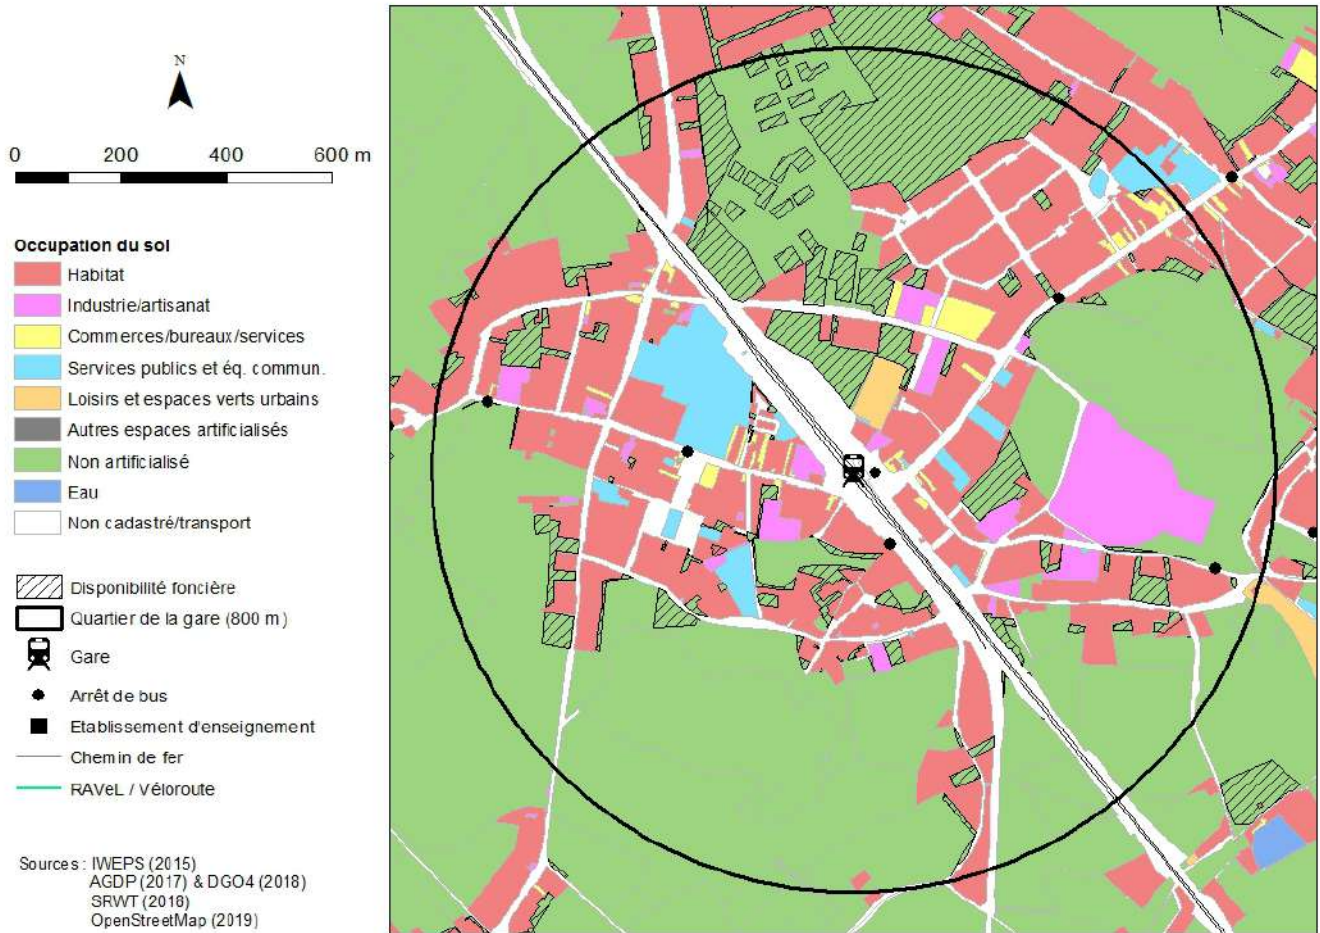 N
0 200 400 600 m
Occupation du sol
Habitat
Industrie/artisanat
Commerces/bureaux/services
Services publics et éq. commun.
Loisirs et espaces verts urbains
Autres espaces artificialisés
Non artificialisé
Eau
Non cadastré/transport
Disponibilité foncière
Quartier de la gare (800 m)
Gare
Arrêt de bus
Etablissement d'enseignement
Chemin de fer
RAVeL / Véloroute
Sources : IWEPS (2015)
AGDP (2017) & DGO4 (2018)
SRWT (2018)
OpenStreetMap (2019)